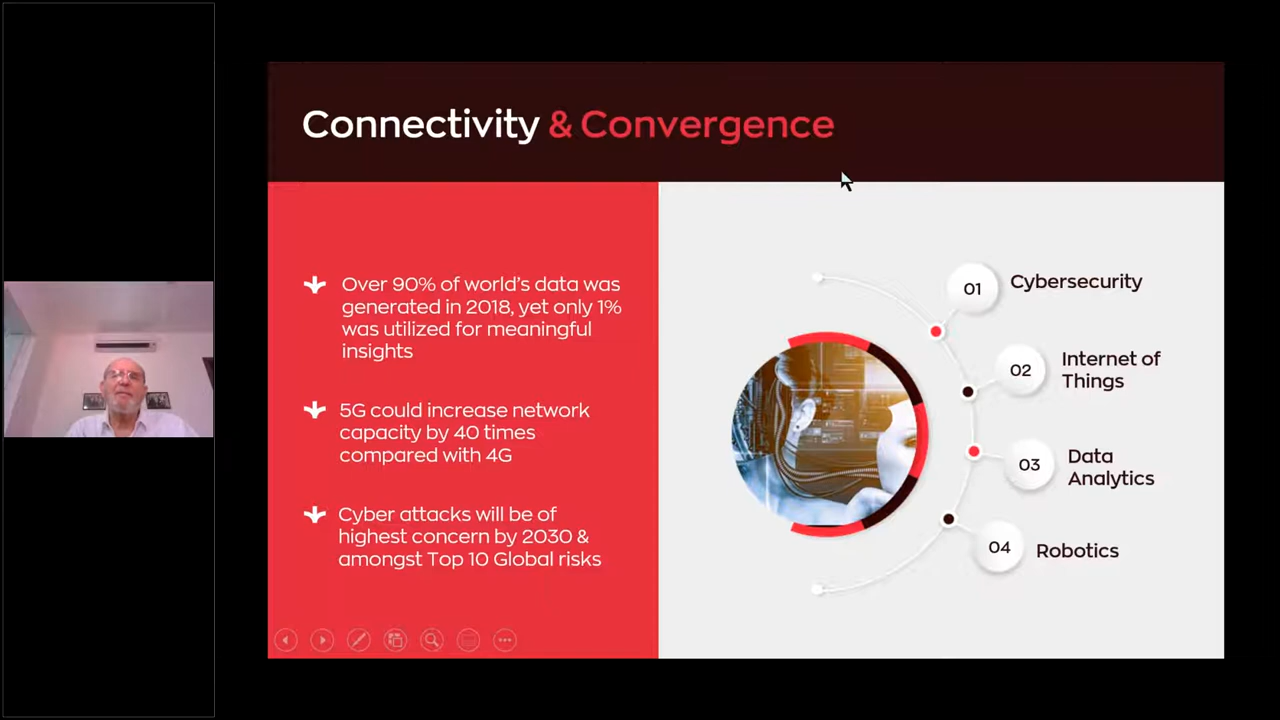 Connectivity & Convergence
Over 90% of world's data was
generated in 2018, yet only 1%
was utilized for meaningful
insights
5G could increase network
capacity by 40 times
compared with 4G
Cyber attacks will be of
highest concern by 2030 &
amongst Top 10 Global risks
01
Cybersecurity
02
Internet of
Things
03
Data
Analytics
04
Robotics